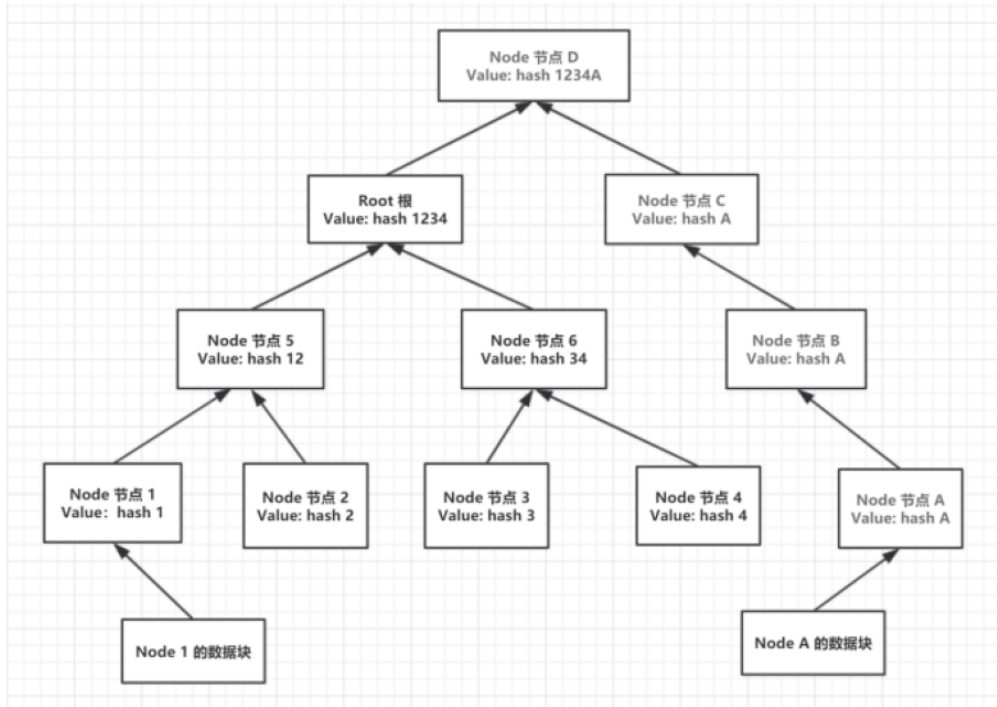 Node 节点 D
Value: hash 1234A
Root 根
Value: hash 1234
Node 节点 C
Value: hash A
Node 节点 5
Value: hash 12
Node 节点 6
Value: hash 34
Node 节点 B
Value: hash A
Node 节点 1
Value：hash 1
Node 节点 2
Value: hash 2
Node 节点 3
Value: hash 3
Node 节点 4
Value: hash 4
Node 节点 A
Value: hash A
Node 1 的数据块
Node A 的数据块